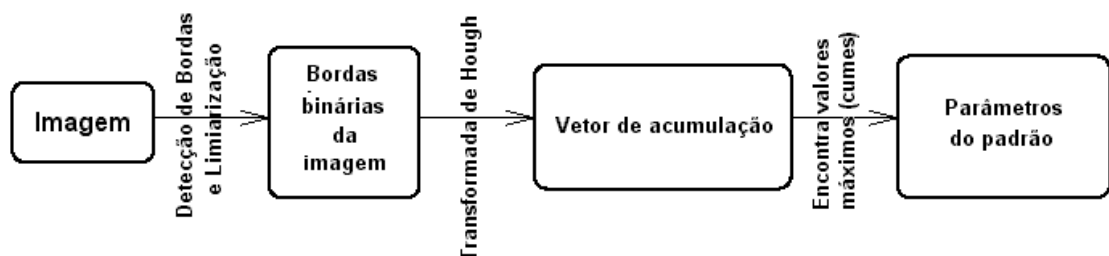 Imagem
Detecção de Bordas
e Limiarização
Bordas
binárias
da
imagem
Transformada de Hough
Vetor de acumulação
Encontra valores
máximos (cumes)
Parâmetros
do padrão